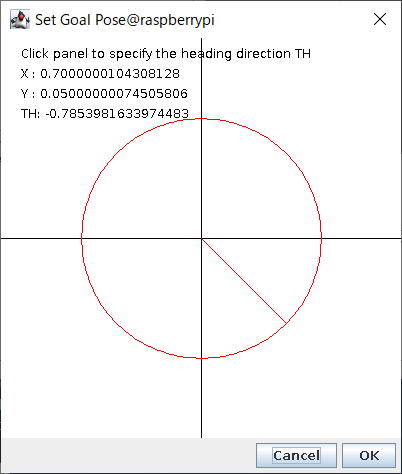 Set Goal Pose@raspberrypi
Click panel to specify the heading direction TH
X : 0.7000000104308128
Y : 0.05000000074505806
TH: -0.7853981633974483
Cancel
OK